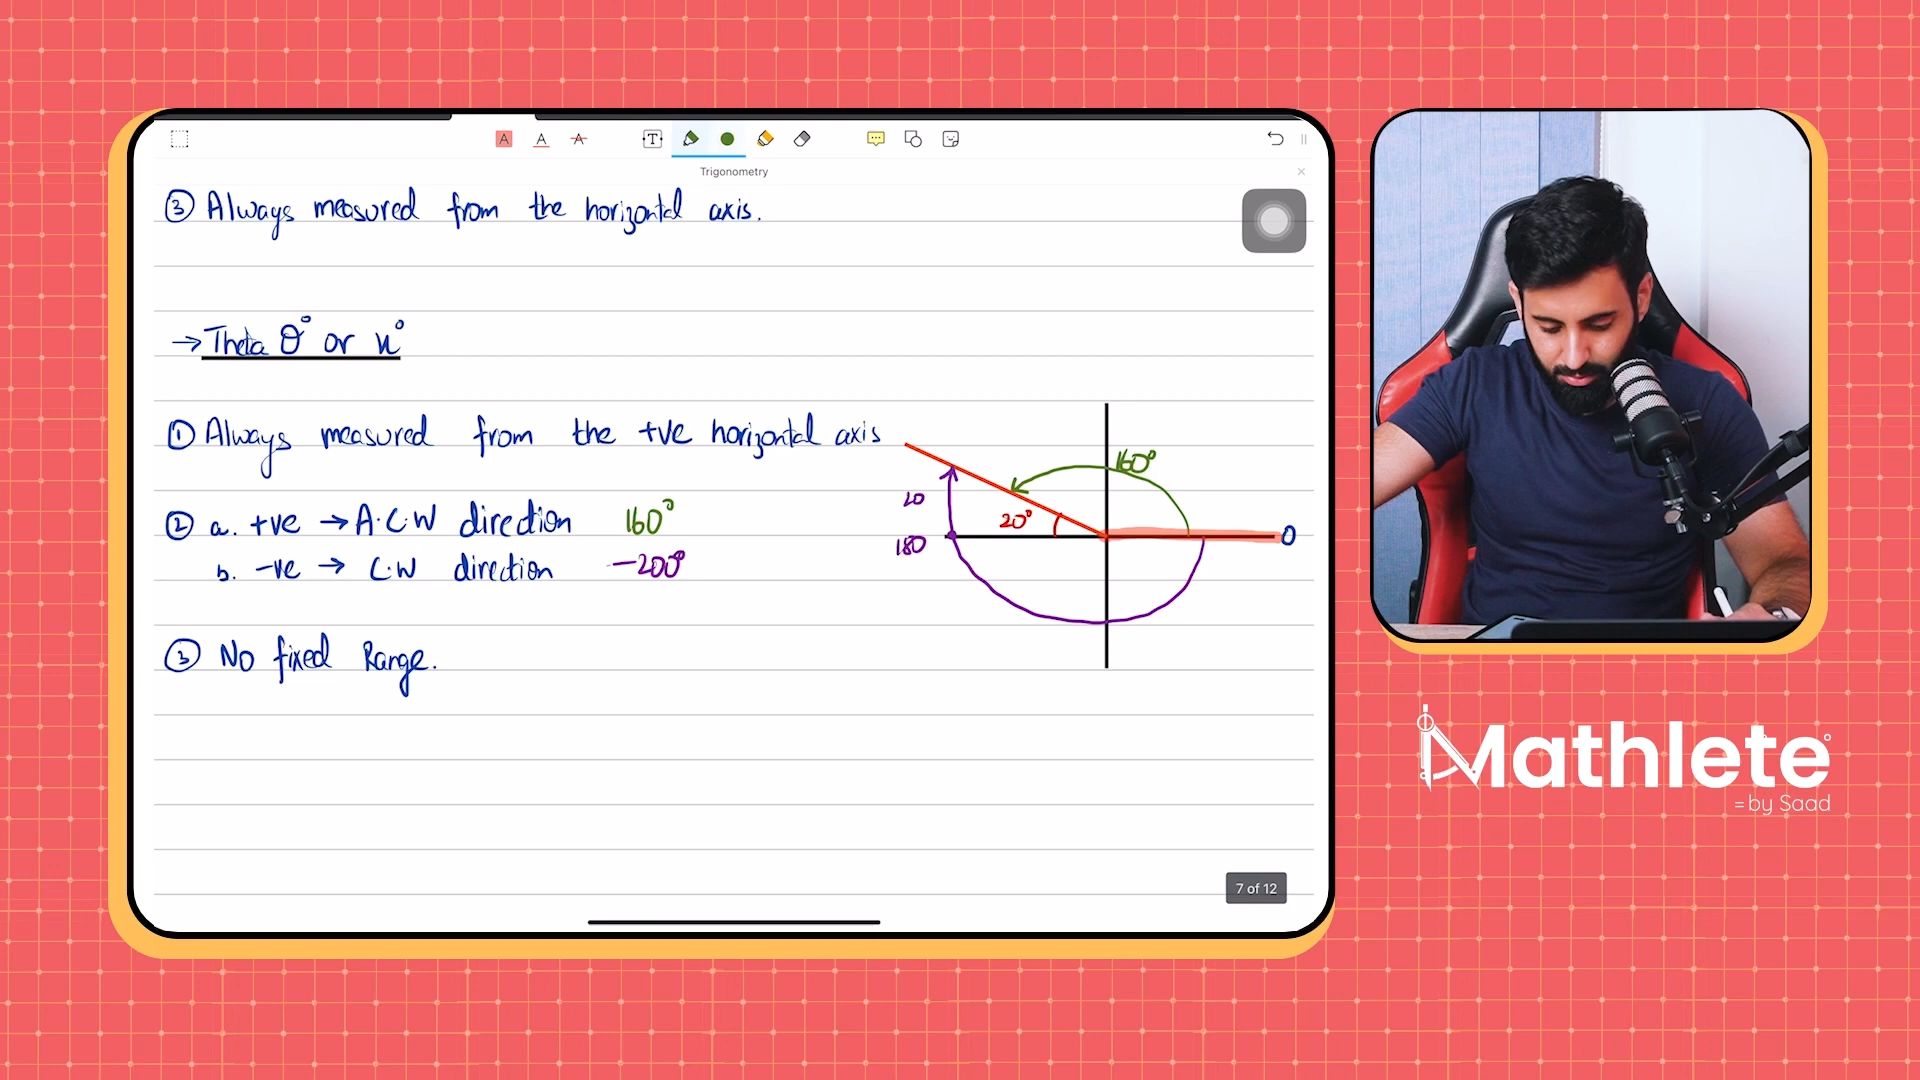 A A A T
Trigonometry
③ Always measured from the horizontal axis.
→ Theta θ° or x°
① Always measured from the +ve horizontal axis
② a. +ve → A.C.W direction 160°
b. -ve → C.W direction -200°
③ No fixed Range.
160°
20
20°
180
0
7 of 12
Mathlete
= by Saad